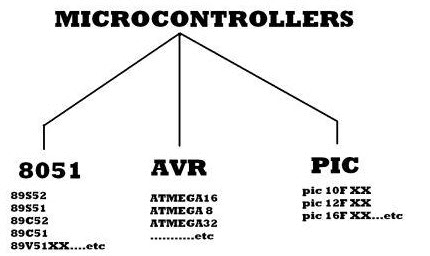 MICROCONTROLLERS
8051
89S52
89S51
89C52
89C51
89V51XX....etc
AVR
ATMEGA16
ATMEGA 8
ATMEGA32
...........etc
PIC
pic 10F XX
pic 12F XX
pic 16F XX...etc